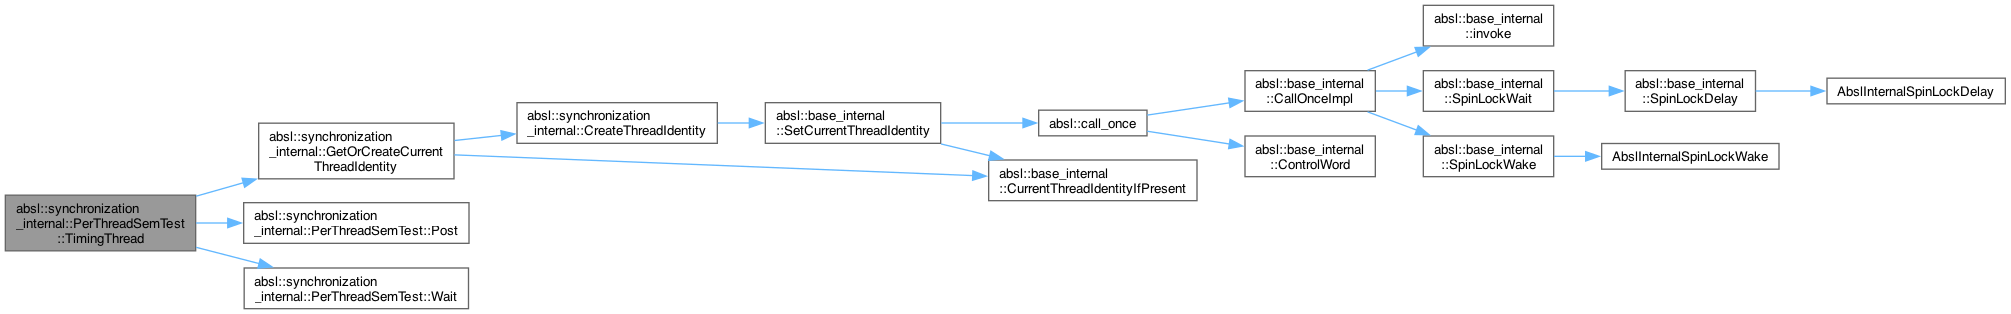 absl::base_internal
::invoke
absl::base_internal
::CallOnceImpl
absl::base_internal
::SpinLockWait
absl::base_internal
::SpinLockDelay
AbslInternalSpinLockDelay
absl::synchronization
_internal::CreateThreadIdentity
absl::base_internal
::SetCurrentThreadIdentity
absl::call_once
absl::synchronization
_internal::GetOrCreateCurrent
ThreadIdentity
absl::base_internal
::ControlWord
absl::base_internal
::SpinLockWake
AbslInternalSpinLockWake
absl::base_internal
::CurrentThreadIdentityIfPresent
absl::synchronization
_internal::PerThreadSemTest
::TimingThread
absl::synchronization
_internal::PerThreadSemTest::Post
absl::synchronization
_internal::PerThreadSemTest::Wait